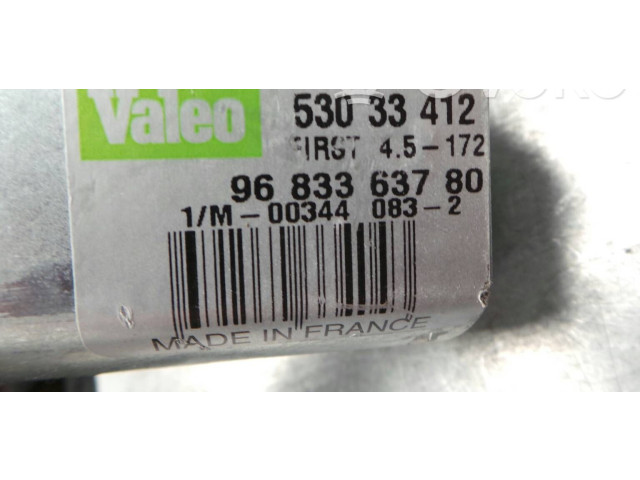 Valeo
530 33 412
FIRST 4.5-172
96 833 637 80
1/M-00344 083-2
MADE IN FRANCE